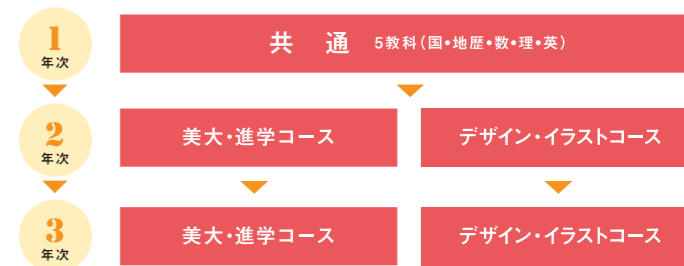 1
年次
共 通 5教科(国•地歴•数•理•英)
2
年次
美大・進学コース
デザイン・イラストコース
3
年次
美大・進学コース
デザイン・イラストコース